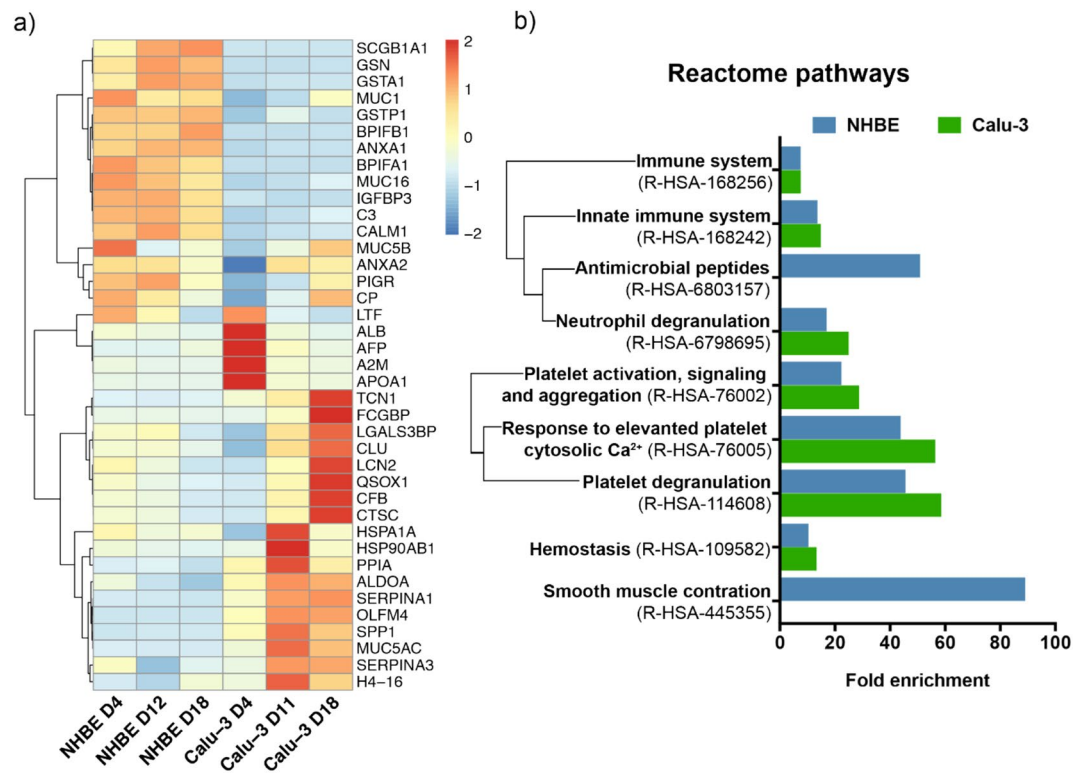 a)
SCGB1A1
GSN
GSTA1
MUC1
GSTP1
BPIFB1
ANXA1
BPIFA1
MUC16
IGFBP3
C3
CALM1
MUC5B
ANXA2
PIGR
CP
LTF
ALB
AFP
A2M
APOA1
TCN1
FCGBP
LGALS3BP
CLU
LCN2
QSOX1
CFB
CTSC
HSPA1A
HSP90AB1
PPIA
ALDOA
SERPINA1
OLFM4
SPP1
MUC5AC
SERPINA3
H4−16
NHBE D4
NHBE D12
NHBE D18
Calu−3 D4
Calu−3 D11
Calu−3 D18
2
1
0
−1
−2
b)
Reactome pathways
NHBE
Calu-3
Immune system
(R-HSA-168256)
Innate immune system
(R-HSA-168242)
Antimicrobial peptides
(R-HSA-6803157)
Neutrophil degranulation
(R-HSA-6798695)
Platelet activation, signaling
and aggregation (R-HSA-76002)
Response to elevanted platelet
cytosolic Ca²⁺ (R-HSA-76005)
Platelet degranulation
(R-HSA-114608)
Hemostasis (R-HSA-109582)
Smooth muscle contration
(R-HSA-445355)
0 20 40 60 80 100
Fold enrichment